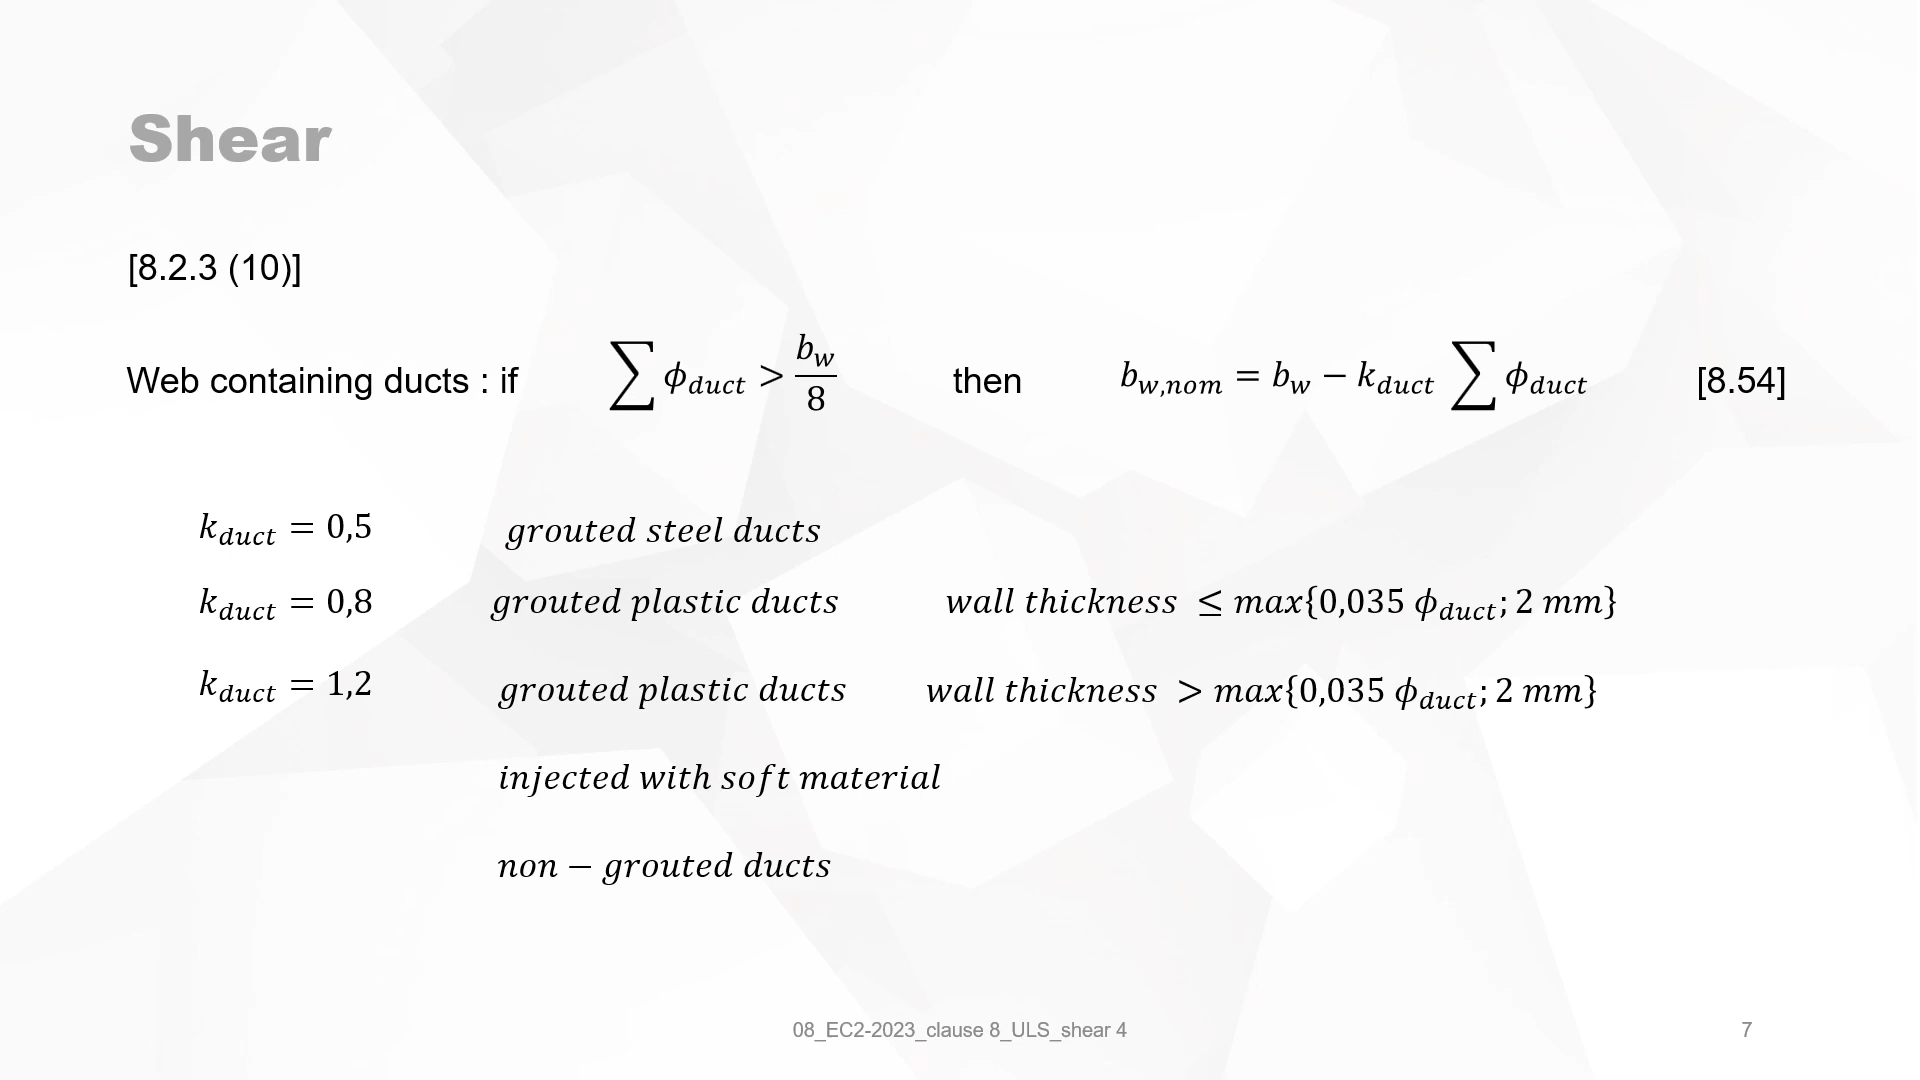 Shear
[8.2.3 (10)]
Web containing ducts : if ∑ϕ_duct > b_w/8 then b_w,nom = b_w − k_duct ∑ϕ_duct [8.54]
k_duct = 0,5 grouted steel ducts
k_duct = 0,8 grouted plastic ducts wall thickness ≤ max{0,035 ϕ_duct; 2 mm}
k_duct = 1,2 grouted plastic ducts wall thickness > max{0,035 ϕ_duct; 2 mm}
injected with soft material
non − grouted ducts
08_EC2-2023_clause 8_ULS_shear 4 7